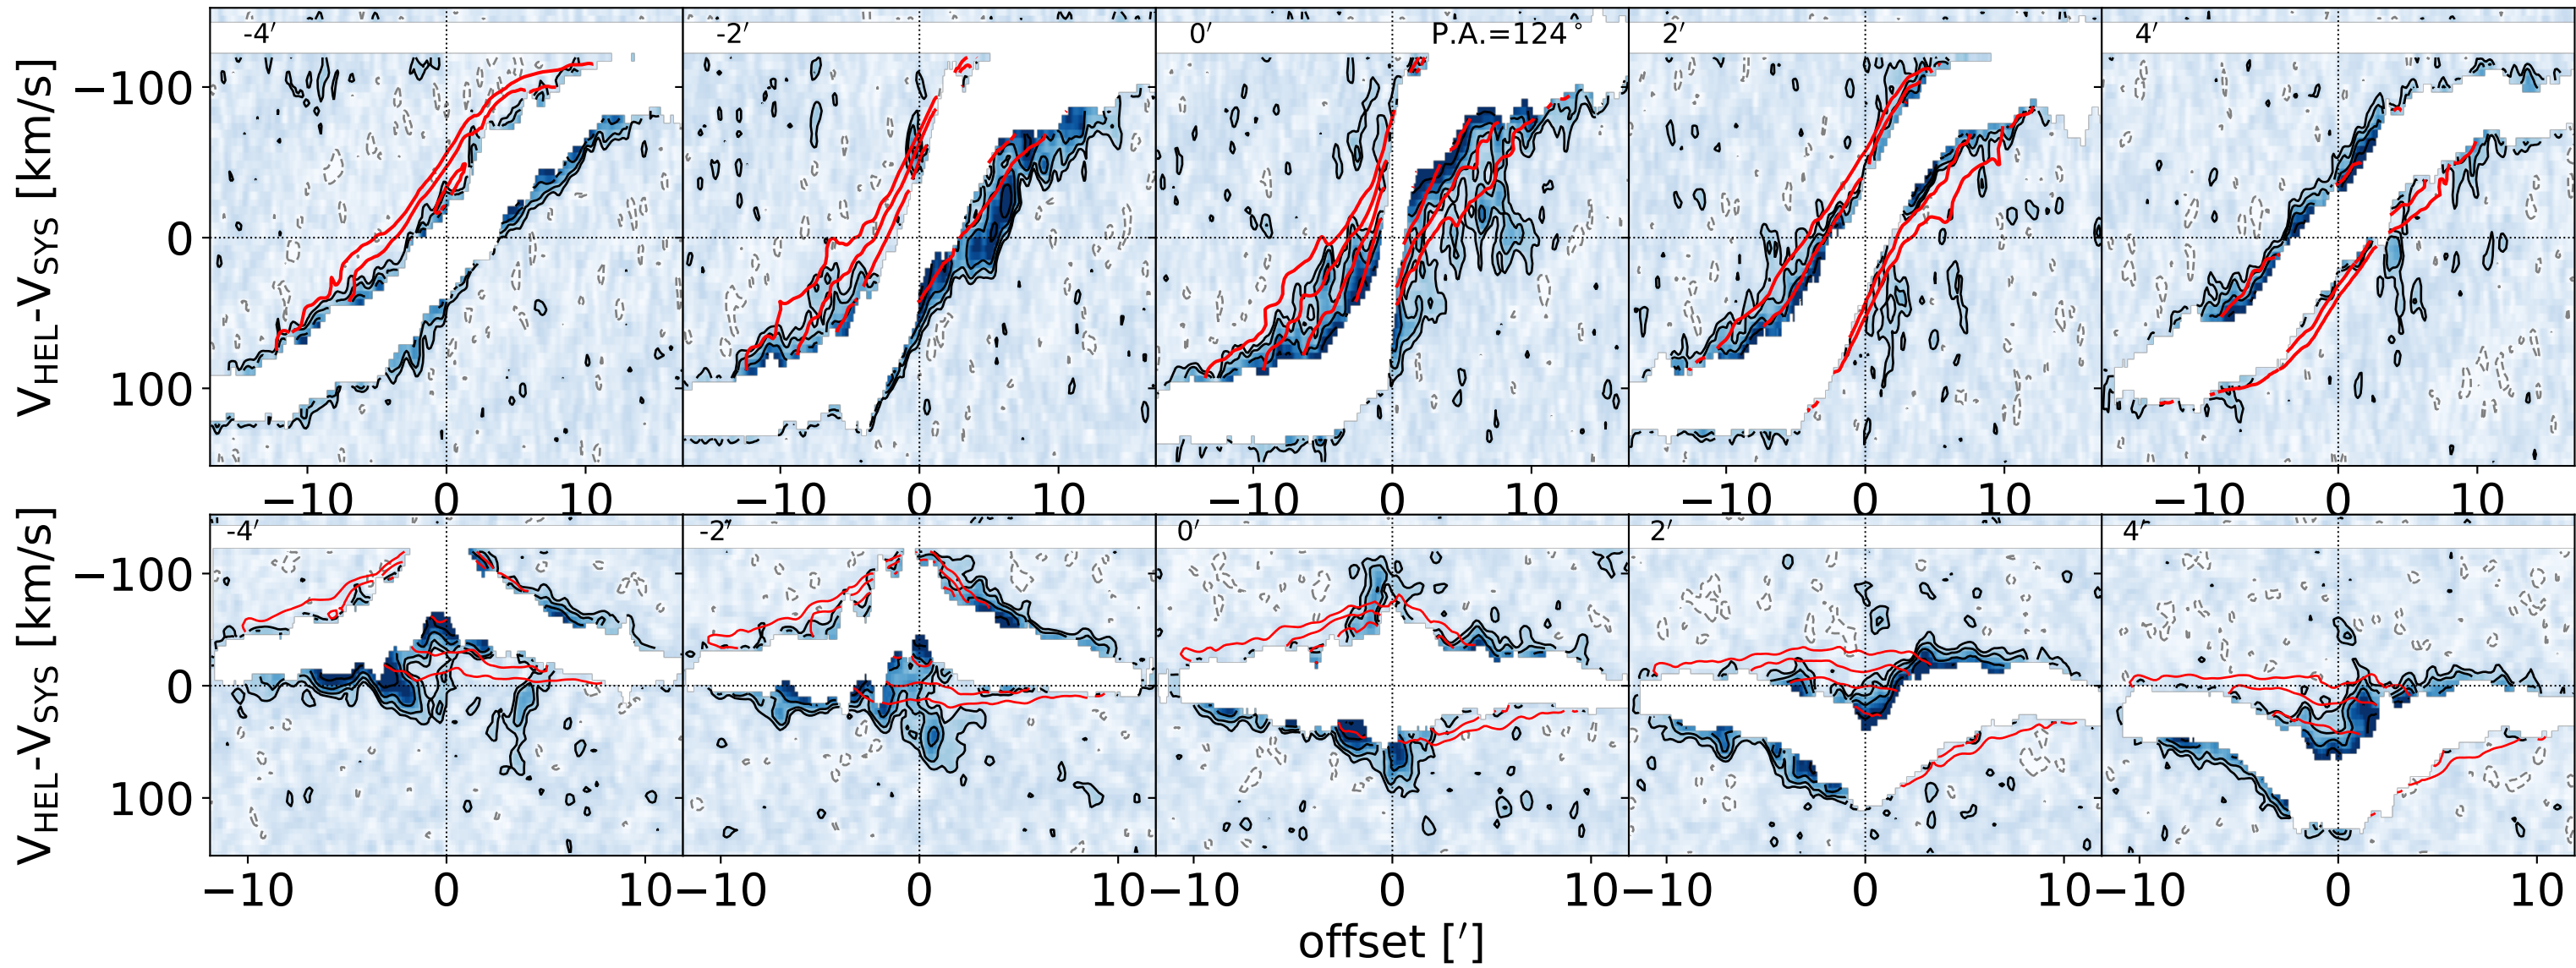 -4′ -2′ 0′ P.A.=124° 2′ 4′
V_HEL-V_SYS [km/s]
−100
0
100
−10 0 10 −10 0 10 −10 0 10 −10 0 10 −10 0 10
-4′ -2′ 0′ 2′ 4′
V_HEL-V_SYS [km/s]
−100
0
100
−10 0 10 −10 0 10 −10 0 10 −10 0 10 −10 0 10
offset [′]